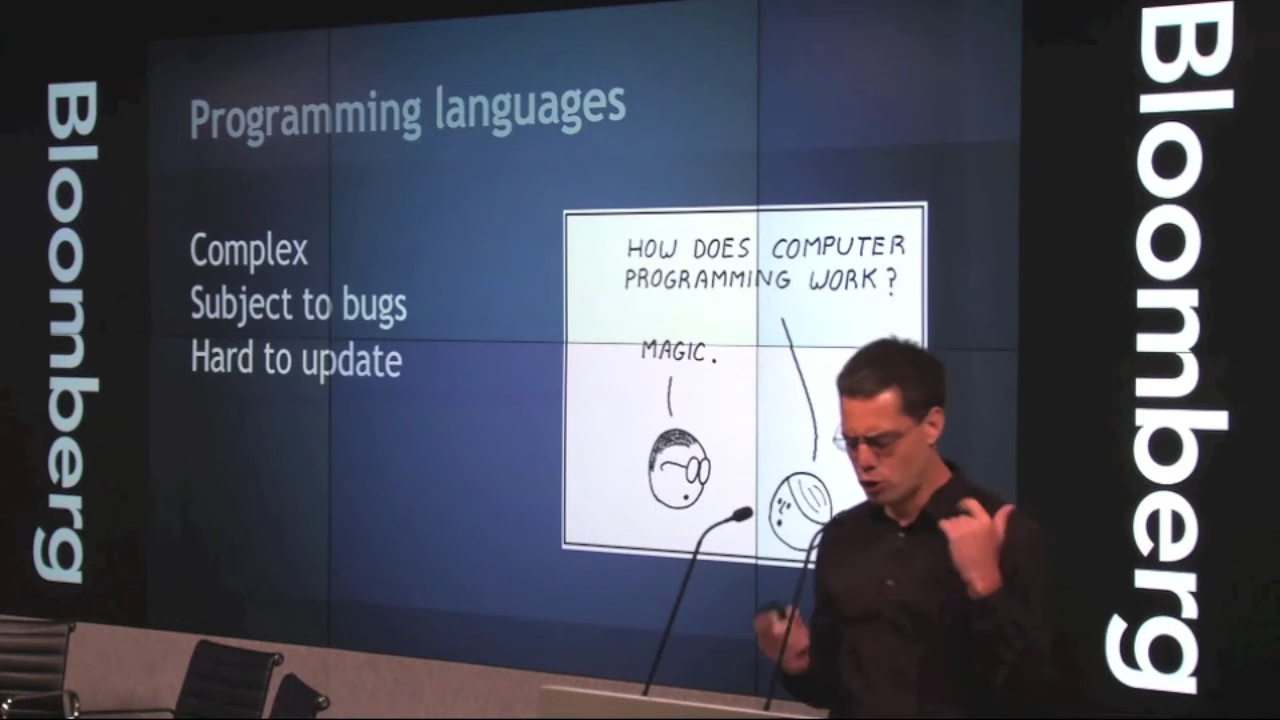 Bloomberg
Programming languages
Complex
Subject to bugs
Hard to update
HOW DOES COMPUTER
PROGRAMMING WORK?
MAGIC.
Bloomberg